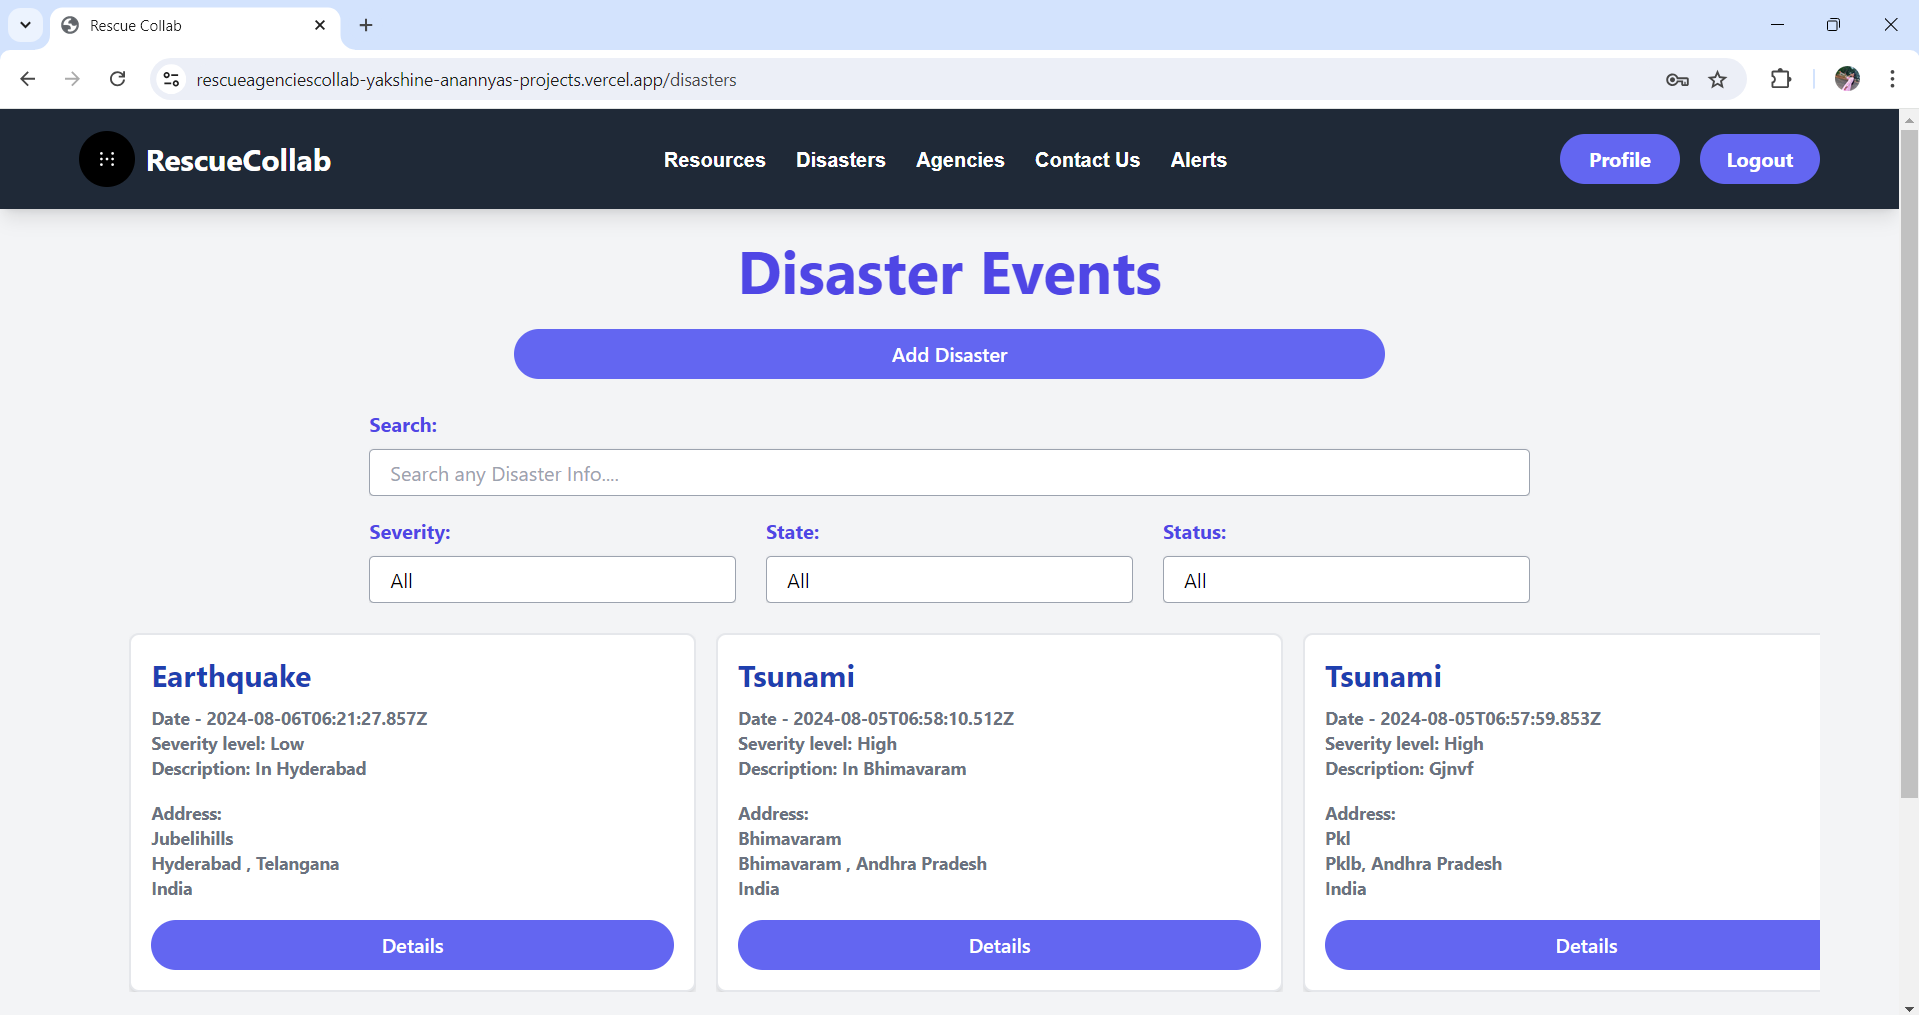 Rescue Collab
rescueagenciescollab-yakshine-anannyas-projects.vercel.app/disasters
RescueCollab
Resources Disasters Agencies Contact Us Alerts
Profile Logout
Disaster Events
Add Disaster
Search:
Search any Disaster Info....
Severity: State: Status:
All All All
Earthquake
Date - 2024-08-06T06:21:27.857Z
Severity level: Low
Description: In Hyderabad
Address:
Jubelihills
Hyderabad , Telangana
India
Details
Tsunami
Date - 2024-08-05T06:58:10.512Z
Severity level: High
Description: In Bhimavaram
Address:
Bhimavaram
Bhimavaram , Andhra Pradesh
India
Details
Tsunami
Date - 2024-08-05T06:57:59.853Z
Severity level: High
Description: Gjnvf
Address:
Pkl
Pklb, Andhra Pradesh
India
Details